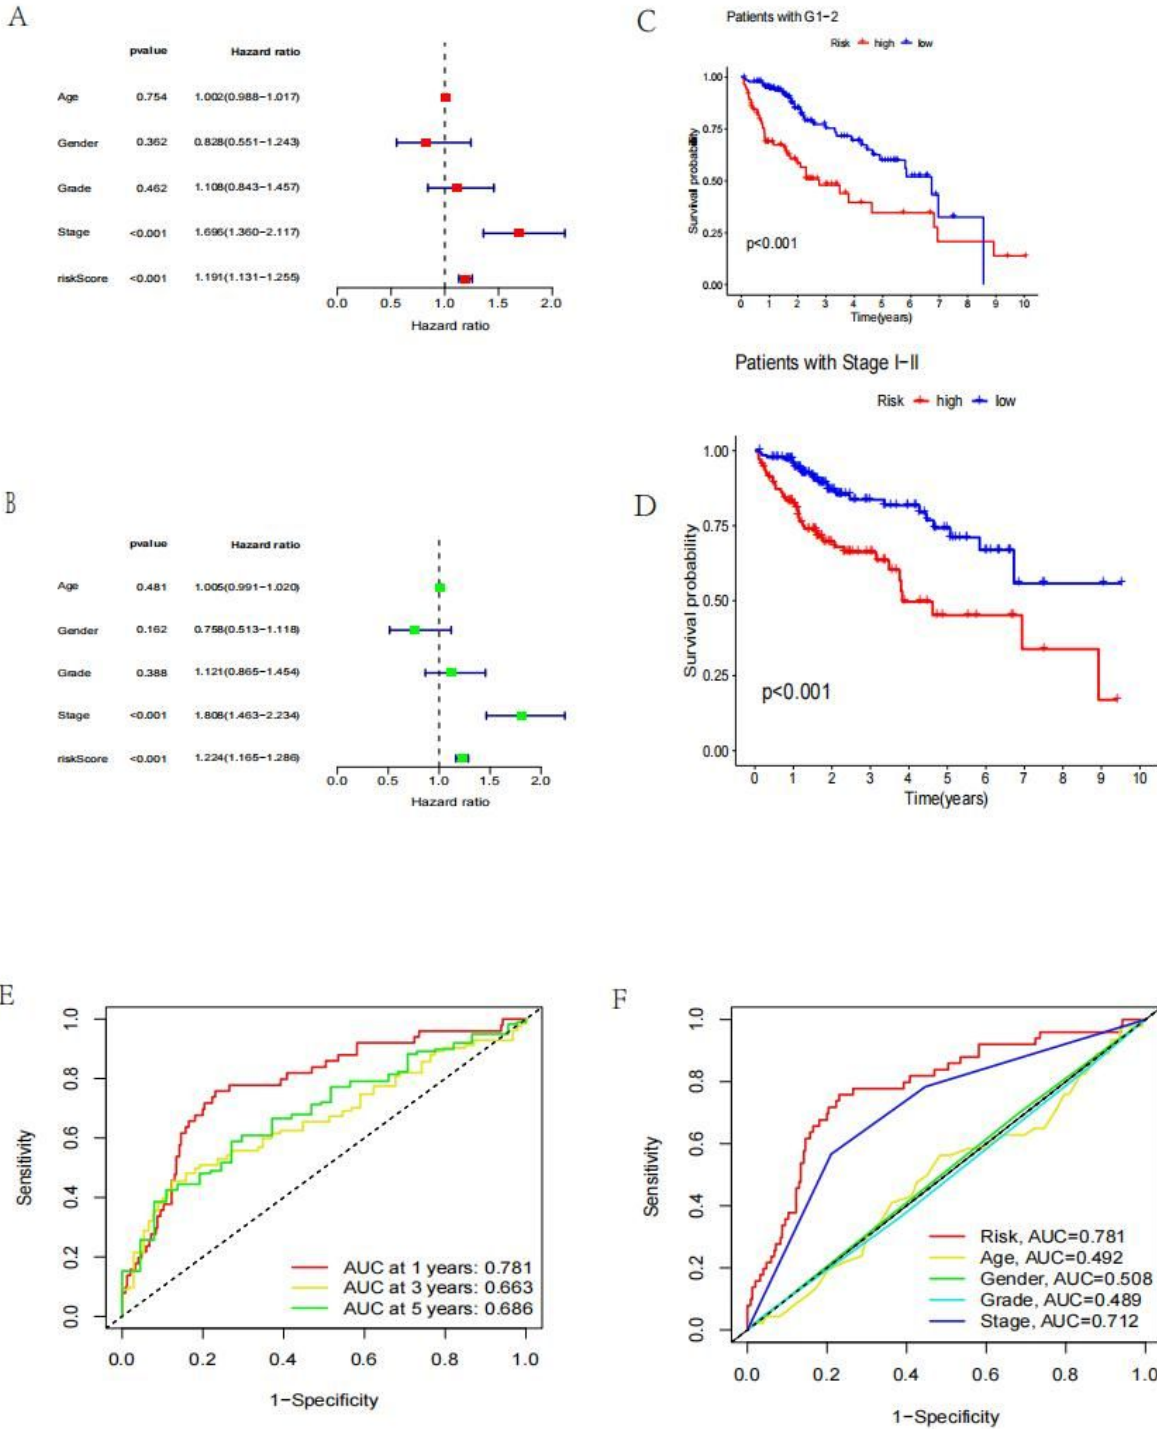 A
pvalue Hazard ratio
Age 0.754 1.002(0.988−1.017)
Gender 0.362 0.828(0.551−1.243)
Grade 0.462 1.108(0.843−1.457)
Stage <0.001 1.696(1.360−2.117)
riskScore <0.001 1.191(1.131−1.255)
0.0 0.5 1.0 1.5 2.0
Hazard ratio
C
Patients with G1−2
Risk high low
Survival probability
1.00
0.75
0.50
0.25
0.00
p<0.001
0 1 2 3 4 5 6 7 8 9 10
Time(years)
B
pvalue Hazard ratio
Age 0.481 1.005(0.991−1.020)
Gender 0.162 0.758(0.513−1.118)
Grade 0.388 1.121(0.865−1.454)
Stage <0.001 1.808(1.463−2.234)
riskScore <0.001 1.224(1.165−1.286)
0.0 0.5 1.0 1.5 2.0
Hazard ratio
D
Patients with Stage I−II
Risk high low
Survival probability
1.00
0.75
0.50
0.25
0.00
p<0.001
0 1 2 3 4 5 6 7 8 9 10
Time(years)
E
Sensitivity
1.0
0.8
0.6
0.4
0.2
0.0
AUC at 1 years: 0.781
AUC at 3 years: 0.663
AUC at 5 years: 0.686
0.0 0.2 0.4 0.6 0.8 1.0
1−Specificity
F
Sensitivity
1.0
0.8
0.6
0.4
0.2
0.0
Risk, AUC=0.781
Age, AUC=0.492
Gender, AUC=0.508
Grade, AUC=0.489
Stage, AUC=0.712
0.0 0.2 0.4 0.6 0.8 1.0
1−Specificity